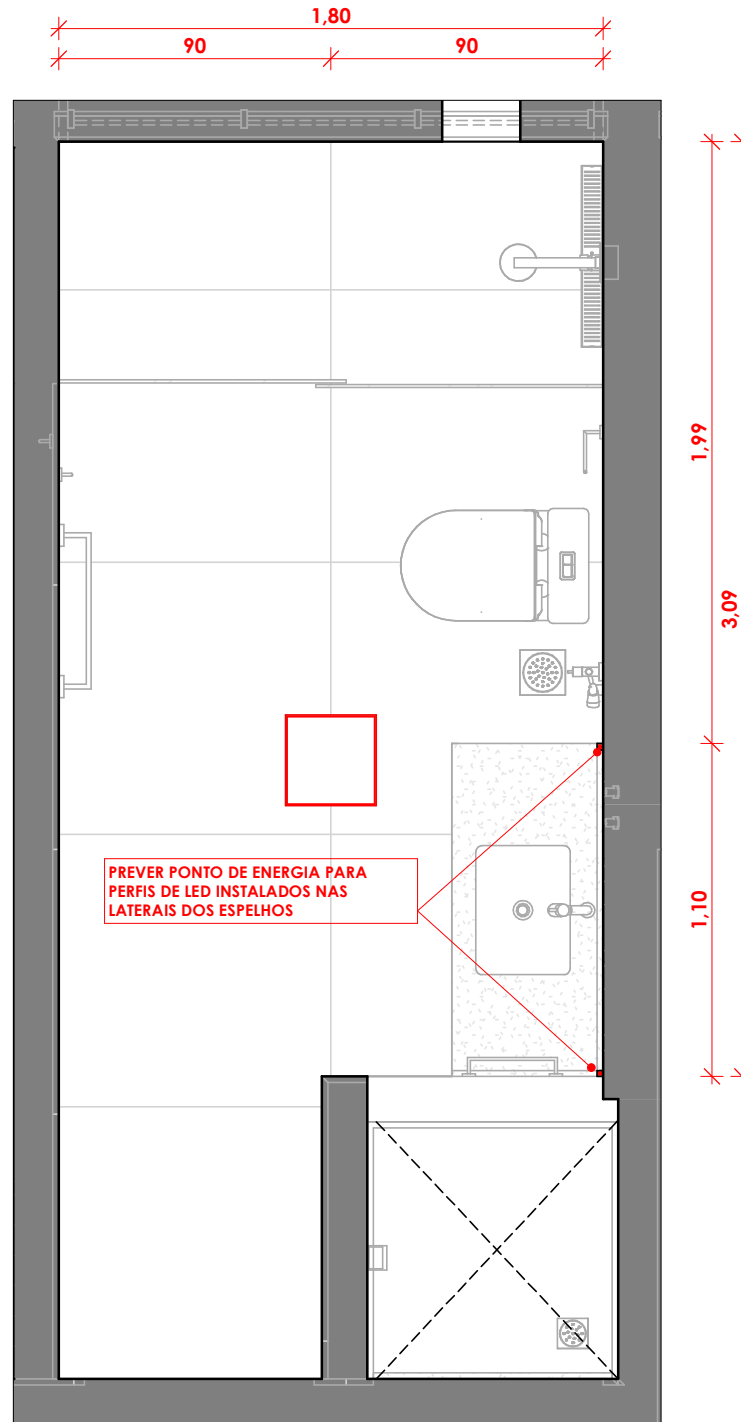 1,80
90 90
1,99
3,09
PREVER PONTO DE ENERGIA PARA
PERFIS DE LED INSTALADOS NAS
LATERAIS DOS ESPELHOS
1,10